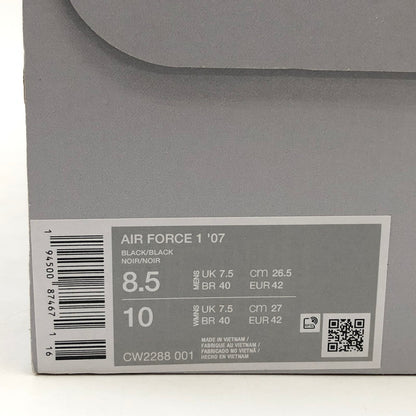 AIR FORCE 1 '07
BLACK/BLACK
NOIR/NOIR
8.5 MENS UK 7.5 cm 26.5
BR 40 EUR 42
10 WMNS UK 7.5 cm 27
BR 40 EUR 42
MADE IN VIETNAM /
FABRIQUE AU VIETNAM /
FABRICADO NO VIETNÃ /
HECHO EN VIETNAM
CW2288 001
1 94500 87467 1
16